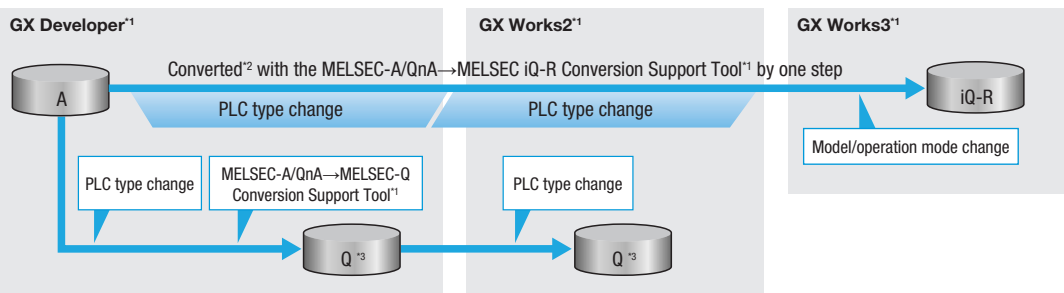 GX Developer*1
GX Works2*1
GX Works3*1
Converted*2 with the MELSEC-A/QnA→MELSEC iQ-R Conversion Support Tool*1 by one step
A
PLC type change
PLC type change
iQ-R
Model/operation mode change
PLC type change
MELSEC-A/QnA→MELSEC-Q
Conversion Support Tool*1
PLC type change
Q *3
Q *3